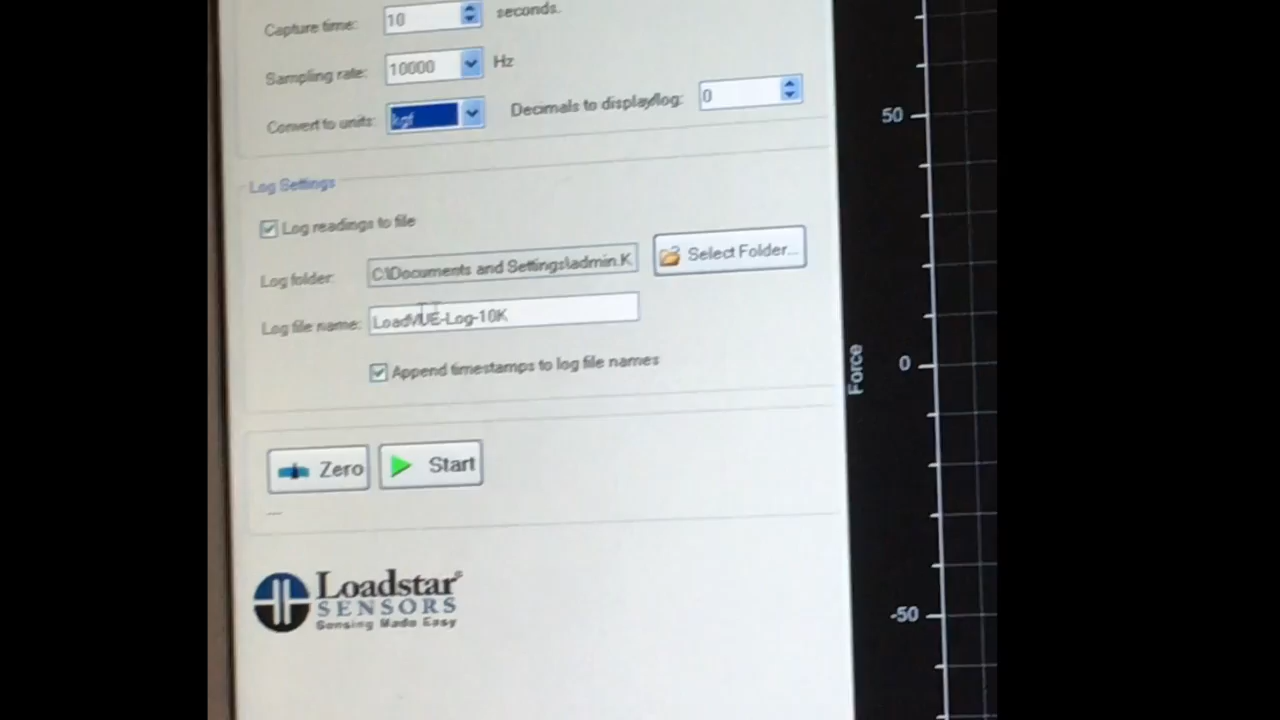 Capture time: 10 seconds.
Sampling rate: 10000 Hz
Convert to units: kgf Decimals to display/log: 0
Log Settings
Log readings to file
Log folder: C:\Documents and Settings\admin.K Select Folder...
Log file name: LoadVUE-Log-10K
Append timestamps to log file names
Zero Start
---
Loadstar®
SENSORS
Sensing Made Easy
50
Force 0
-50